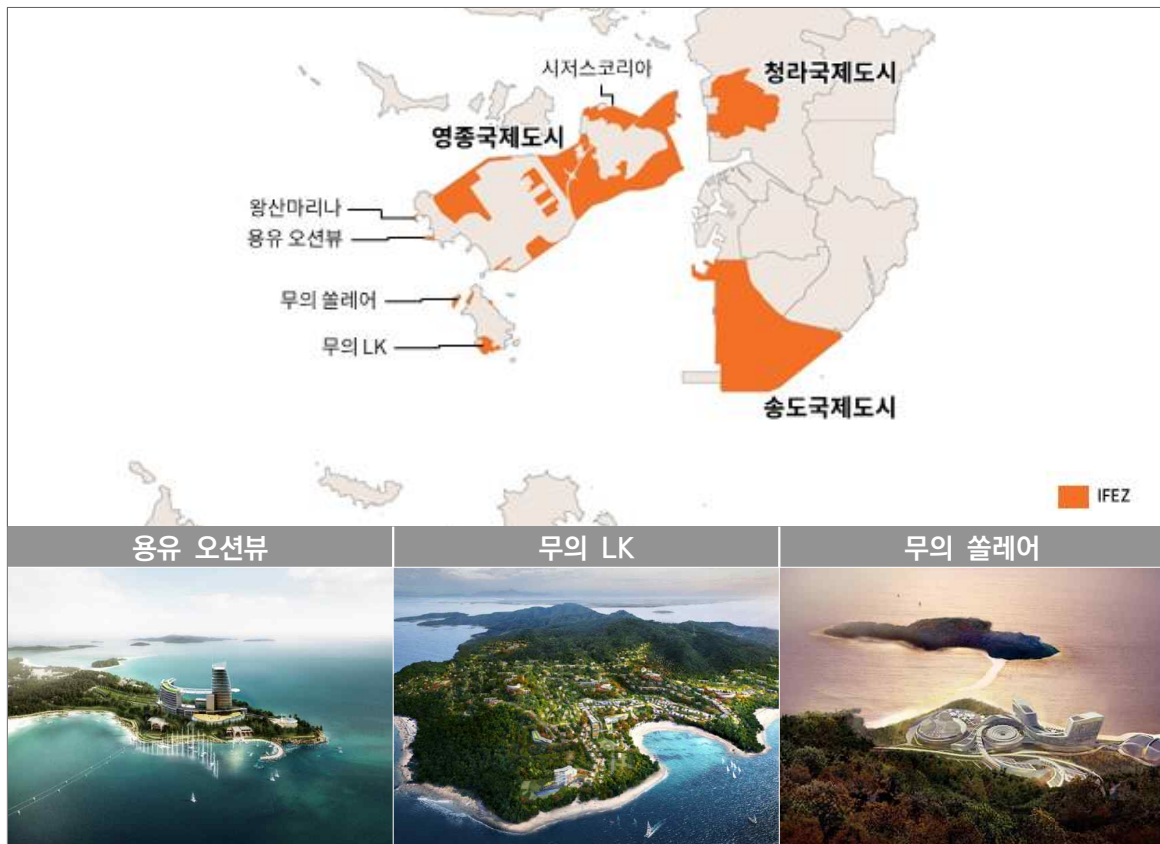 시저스코리아
청라국제도시
영종국제도시
왕산마리나
용유 오션뷰
무의 쏠레어
무의 LK
송도국제도시
IFEZ
용유 오션뷰
무의 LK
무의 쏠레어